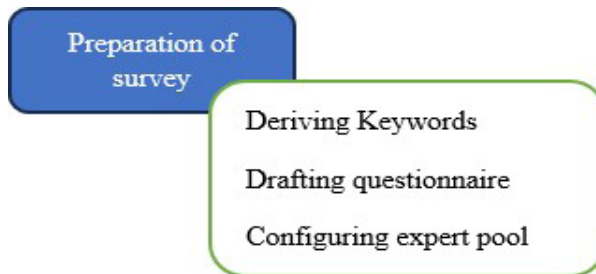 Preparation of
survey
Deriving Keywords
Drafting questionnaire
Configuring expert pool